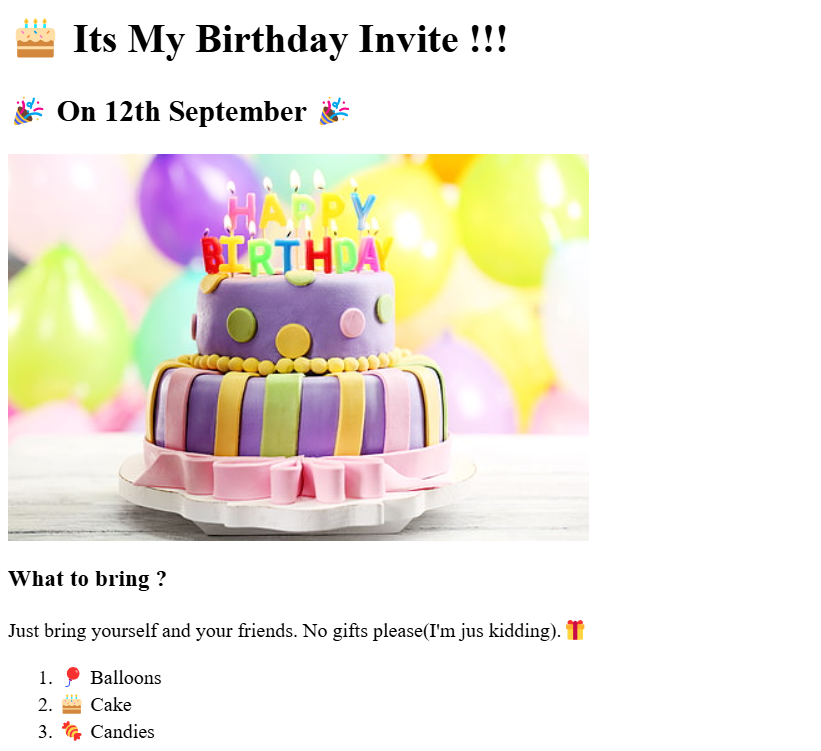 🎂 Its My Birthday Invite !!!
🎉 On 12th September 🎉
HAPPY
BIRTHDAY
What to bring ?
Just bring yourself and your friends. No gifts please(I'm jus kidding).🎁
1. 🎈 Balloons
2. 🎂 Cake
3. 🍬 Candies